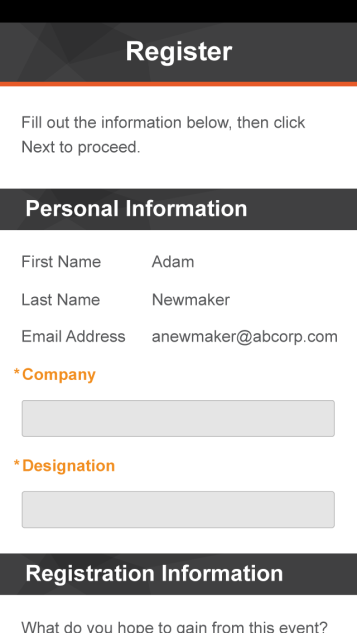 Register
Fill out the information below, then click
Next to proceed.
Personal Information
First Name Adam
Last Name Newmaker
Email Address anewmaker@abcorp.com
*Company
*Designation
Registration Information
What do you hope to gain from this event?